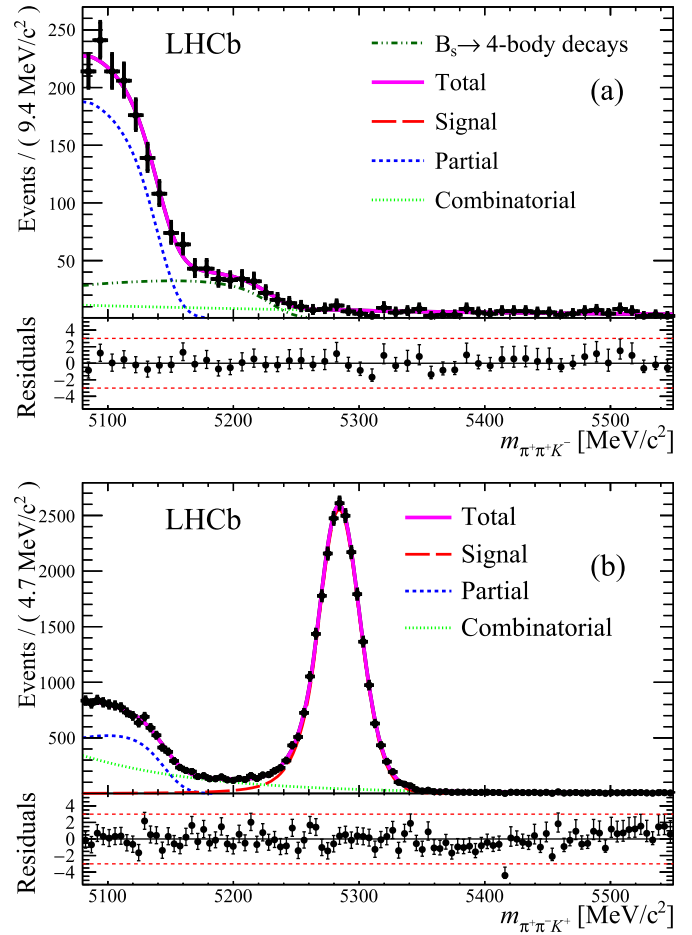 LHCb
(a)
B_s→ 4-body decays
Total
Signal
Partial
Combinatorial
Events / ( 9.4 MeV/c²)
250
200
150
100
50
Residuals
4
2
0
−2
−4
5100 5200 5300 5400 5500
m_π⁺π⁺K⁻ [MeV/c²]
LHCb
(b)
Total
Signal
Partial
Combinatorial
Events / ( 4.7 MeV/c²)
2500
2000
1500
1000
500
Residuals
4
2
0
−2
−4
5100 5200 5300 5400 5500
m_π⁺π⁻K⁺ [MeV/c²]